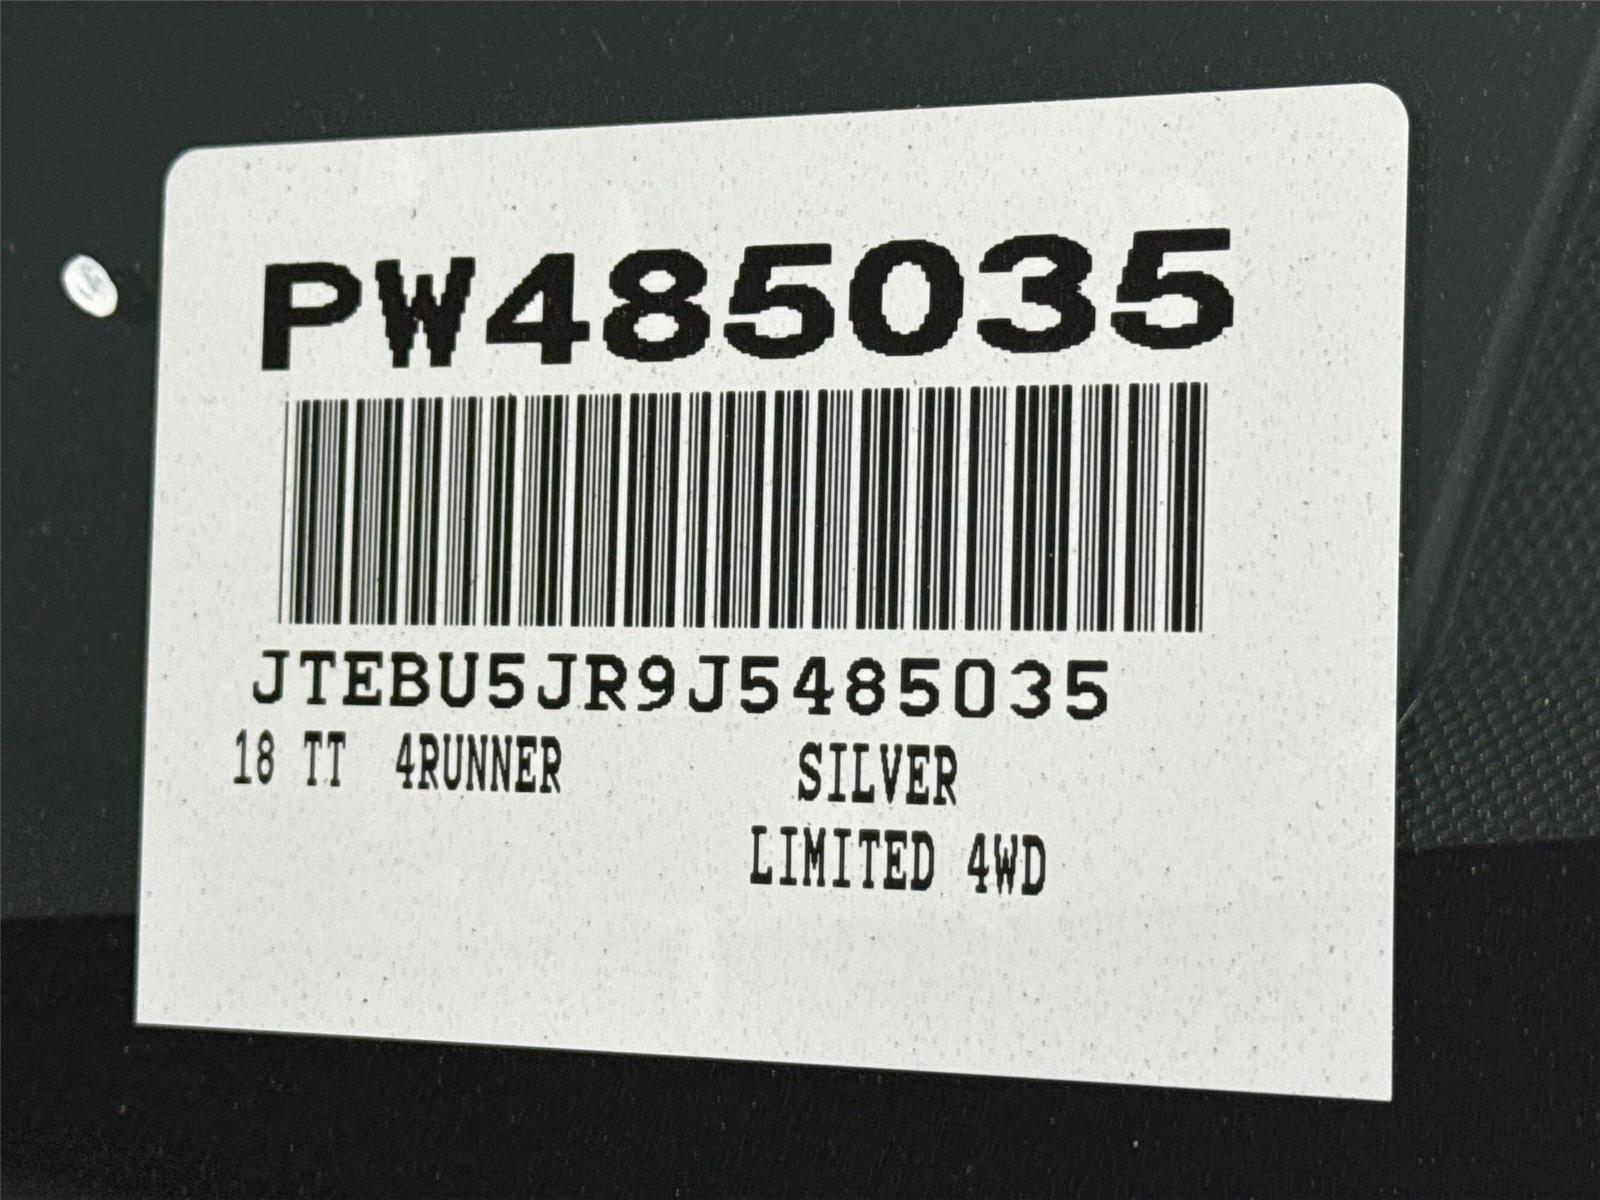 PW485035
JTEBU5JR9J5485035
18 TT 4RUNNER SILVER
LIMITED 4WD